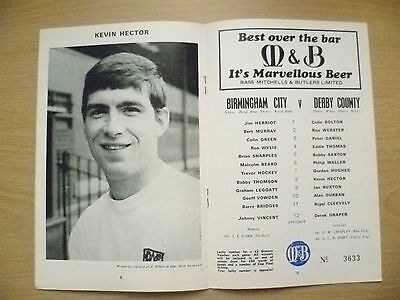 KEVIN HECTOR
Best over the bar
M&B
It's Marvellous Beer
BASS MITCHELLS & BUTLERS LIMITED
BIRMINGHAM CITY v DERBY COUNTY
Jim HERRIOT 1 Colin BOLTON
Bert MURRAY 2 Ron WEBSTER
Colin GREEN 3 Peter DANIEL
Ron WYLIE 4 Eddie THOMAS
Brian SHARPLES 5 Bobby SAXTON
Malcolm BEARD 6 Philip WALLER
Trevor HOCKEY 7 Gordon HUGHES
Bobby THOMSON 8 Kevin HECTOR
Graham LEGGATT 9 Ian BUXTON
Geoff VOWDEN 10 Alan DURBAN
Barry BRIDGES 11 Nigel CLEEVELY
Johnny VINCENT 12 Derek DRAPER
M&B
No 3633